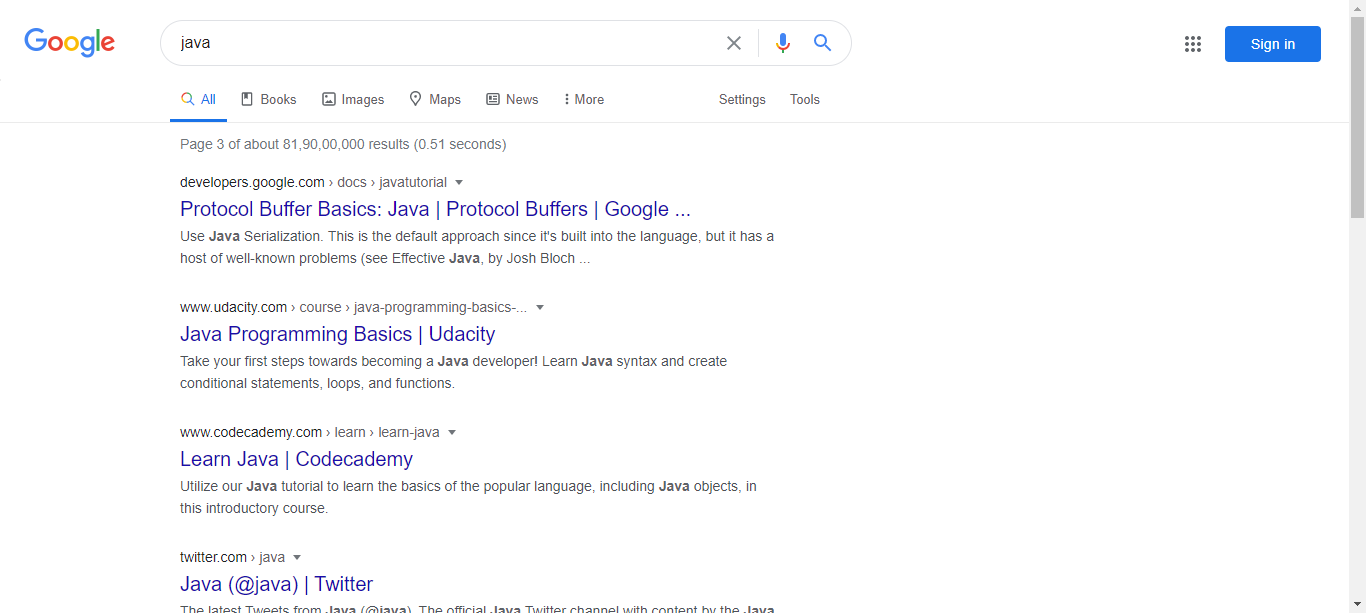 Google
java
Sign in
All Books Images Maps News More Settings Tools
Page 3 of about 81,90,00,000 results (0.51 seconds)
developers.google.com › docs › javatutorial
Protocol Buffer Basics: Java | Protocol Buffers | Google ...
Use Java Serialization. This is the default approach since it's built into the language, but it has a
host of well-known problems (see Effective Java, by Josh Bloch ...
www.udacity.com › course › java-programming-basics-...
Java Programming Basics | Udacity
Take your first steps towards becoming a Java developer! Learn Java syntax and create
conditional statements, loops, and functions.
www.codecademy.com › learn › learn-java
Learn Java | Codecademy
Utilize our Java tutorial to learn the basics of the popular language, including Java objects, in
this introductory course.
twitter.com › java
Java (@java) | Twitter
The latest Tweets from Java (@java). The official Java Twitter channel with content by the Java